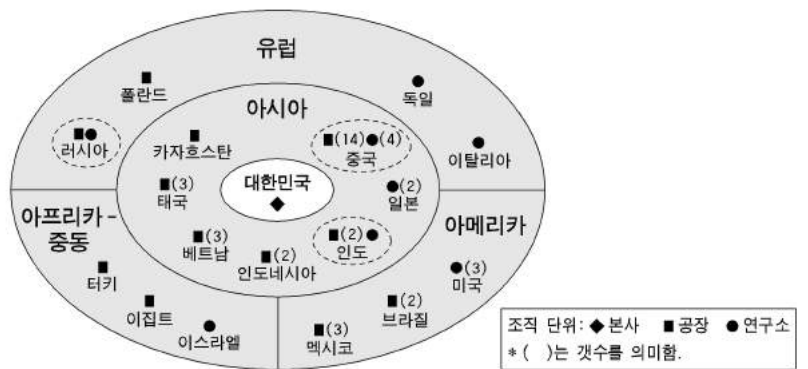 유럽
폴란드
독일
러시아
이탈리아
아시아
카자흐스탄
(14) (4)
중국
대한민국
(3)
태국
(2)
일본
(3)
베트남
(2)
인도네시아
(2)
인도
아프리카-
중동
터키
이집트
이스라엘
아메리카
(3)
미국
(2)
브라질
(3)
멕시코
조직 단위: ◆본사 ■공장 ●연구소
* ( )는 갯수를 의미함.